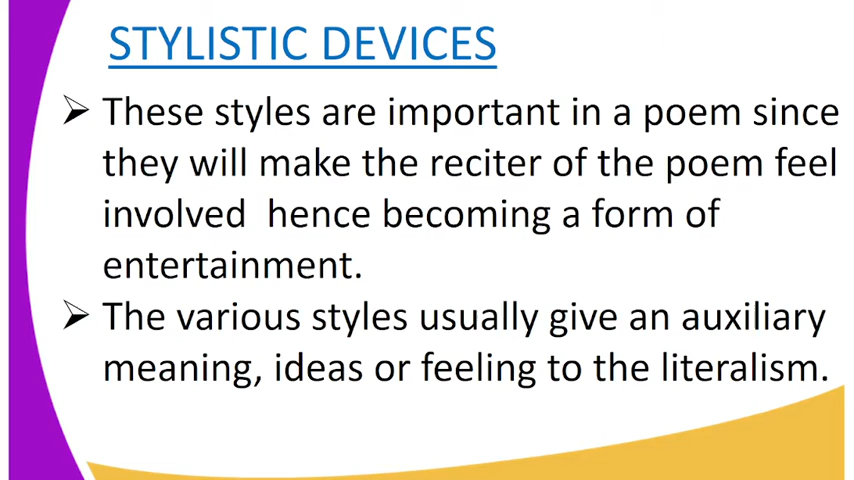 STYLISTIC DEVICES
➢ These styles are important in a poem since
they will make the reciter of the poem feel
involved hence becoming a form of
entertainment.
➢ The various styles usually give an auxiliary
meaning, ideas or feeling to the literalism.